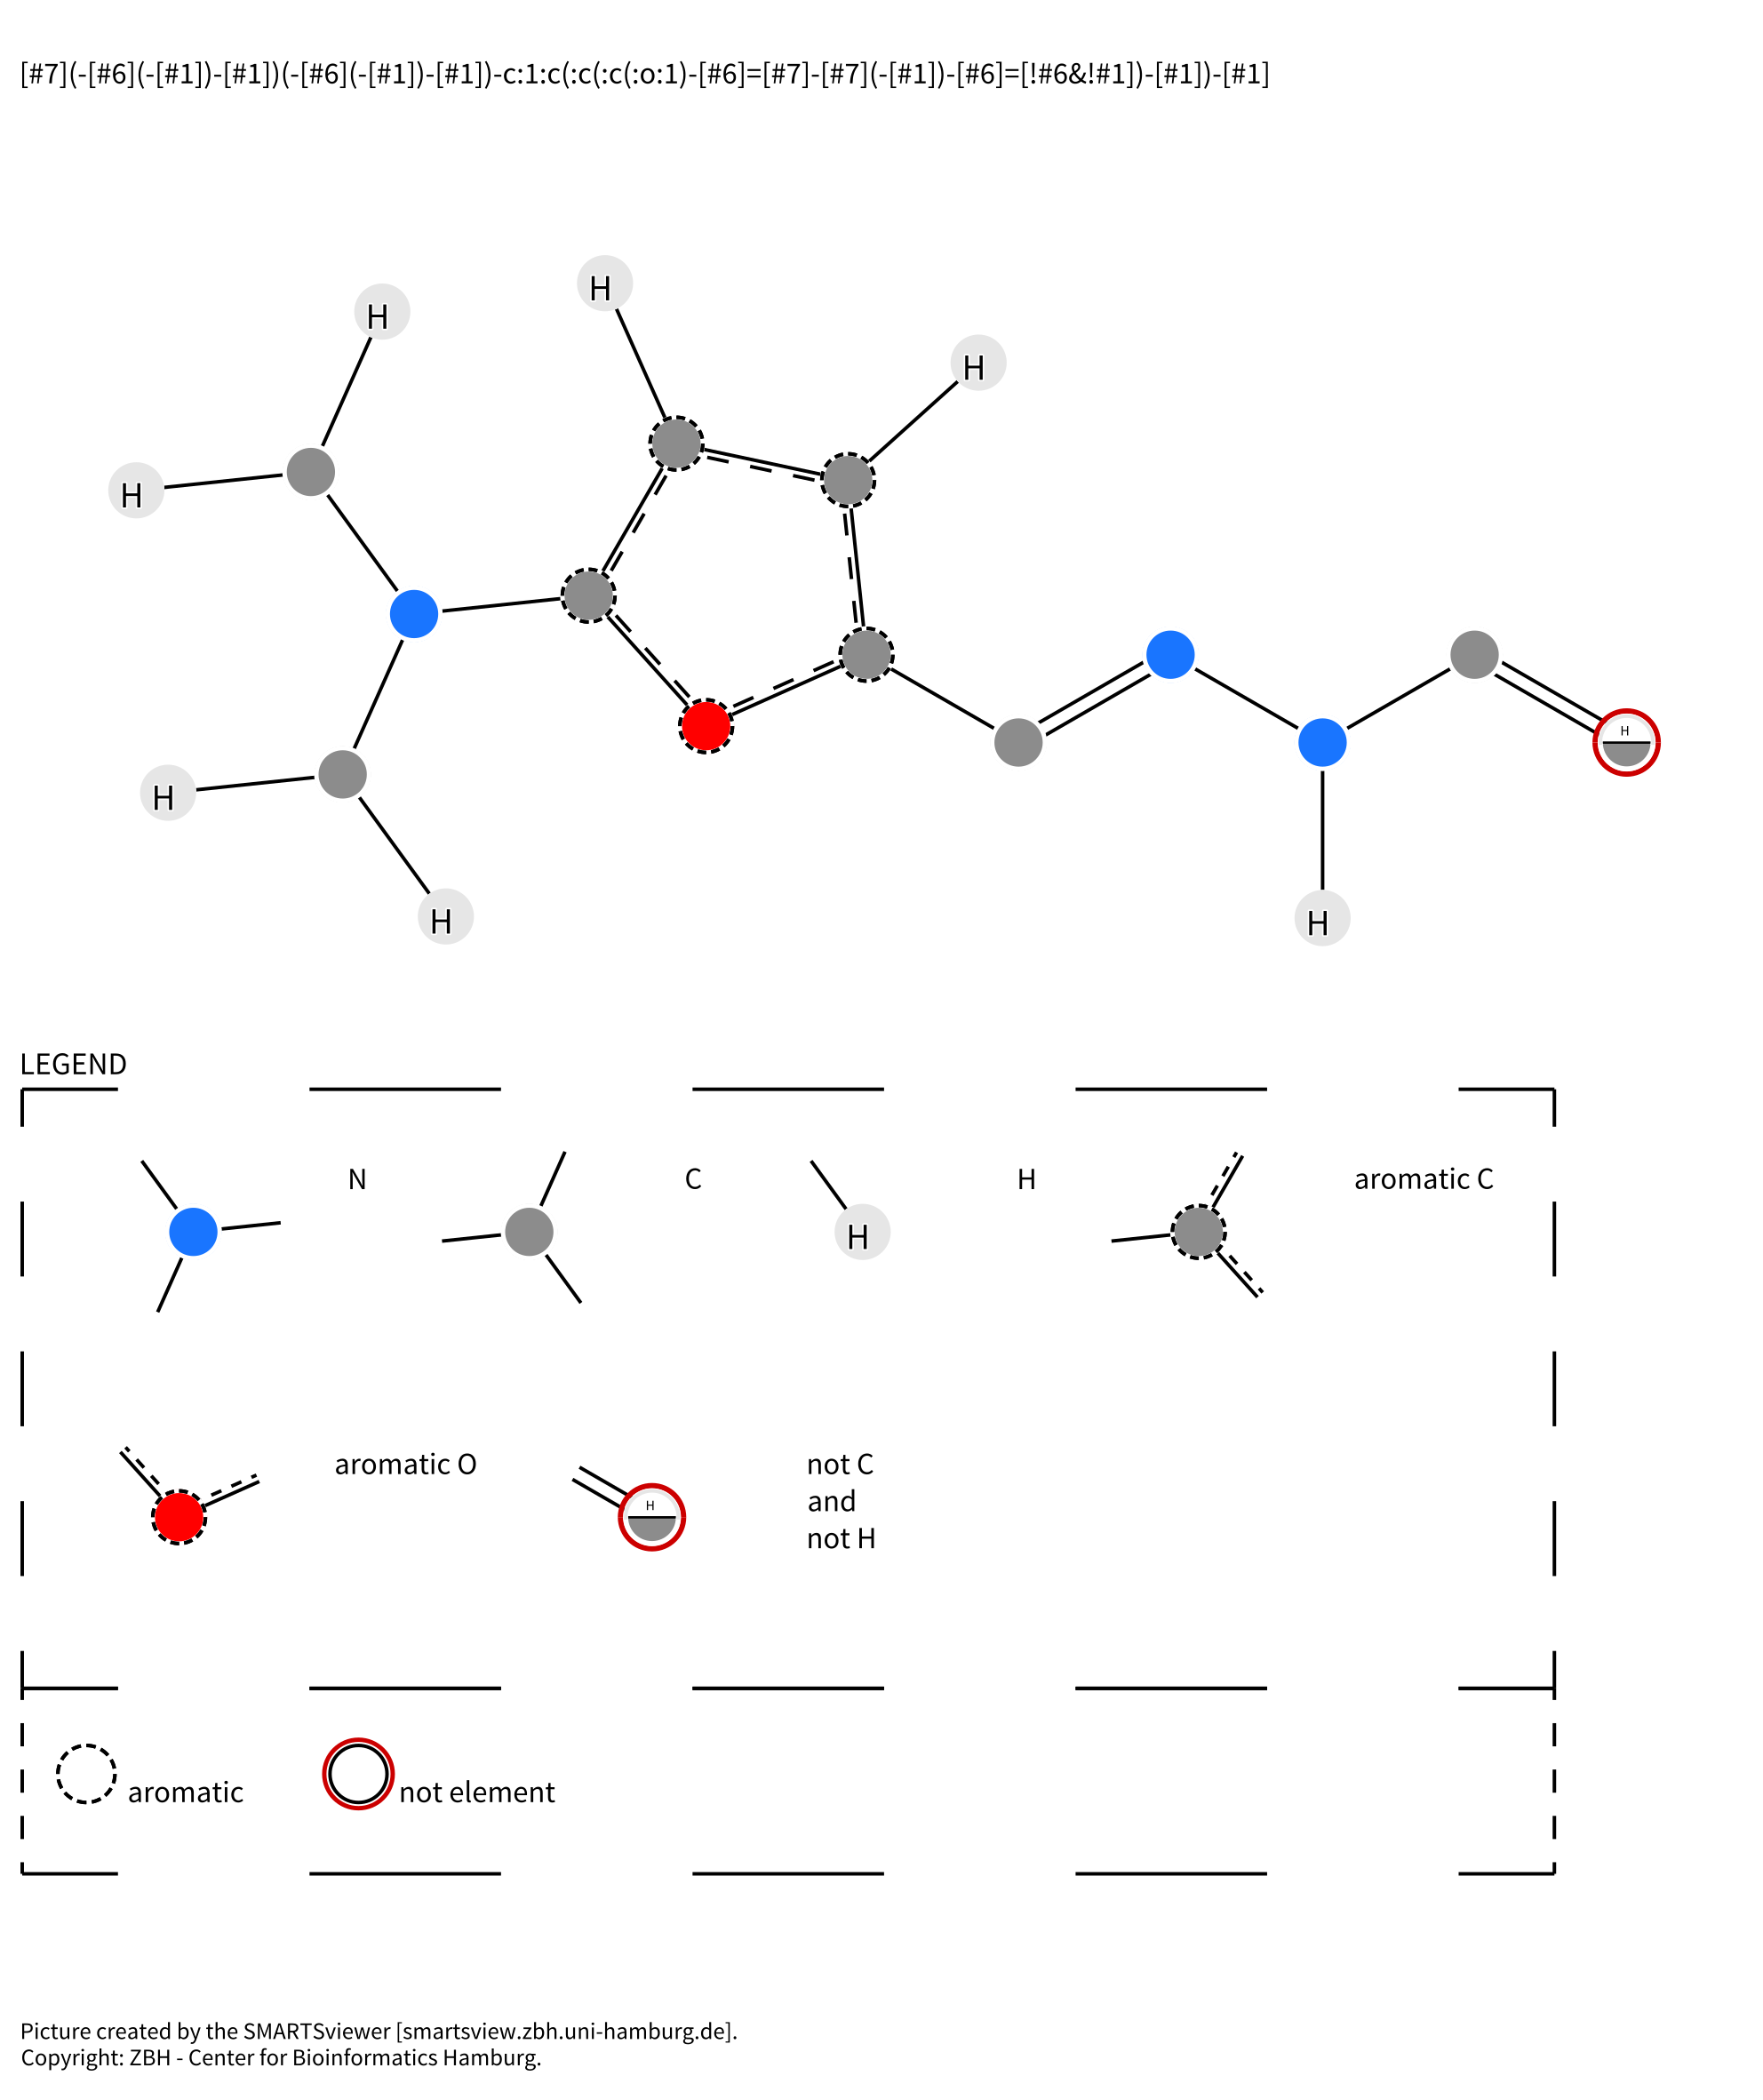 [#7](-[#6](-[#1])-[#1])(-[#6](-[#1])-[#1])-c:1:c(:c(:c(:o:1)-[#6]=[#7]-[#7](-[#1])-[#6]=[!#6&!#1])-[#1])-[#1]
H
H
H
H
H
H
H
H
H
LEGEND
N
C
H
H
aromatic C
aromatic O
H
not C
and
not H
aromatic
not element
Picture created by the SMARTSviewer [smartsview.zbh.uni-hamburg.de].
Copyright: ZBH - Center for Bioinformatics Hamburg.